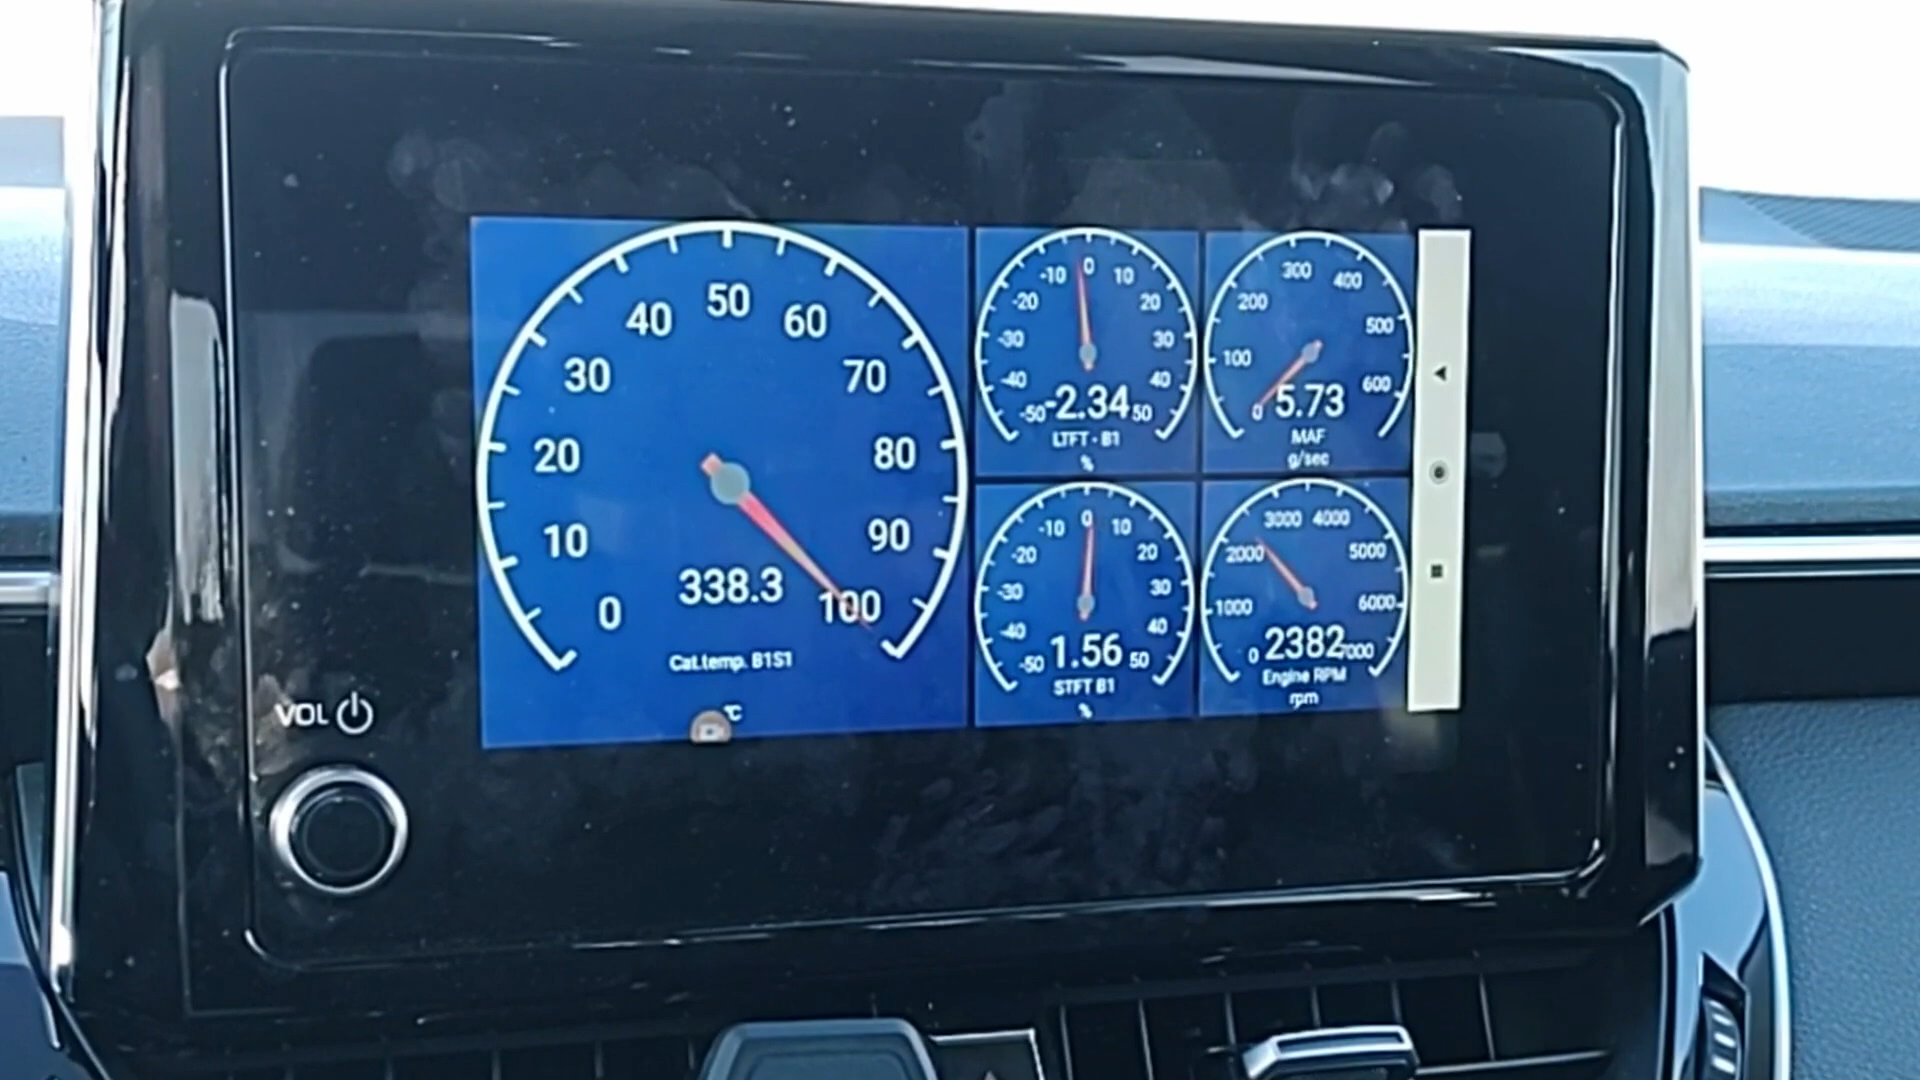 40 50 60
30 70
20 80
10 90
0 338.3 100
Cat.temp. B1S1
°C
-10 0 10
-20 20
-30 30
-40 40
-50 -2.34 50
LTFT - B1
%
300 400
200 500
100 600
0 5.73
MAF
g/sec
-10 0 10
-20 20
-30 30
-40 40
-50 1.56 50
STFT B1
%
3000 4000
2000 5000
1000 6000
0 2382 7000
Engine RPM
rpm
VOL